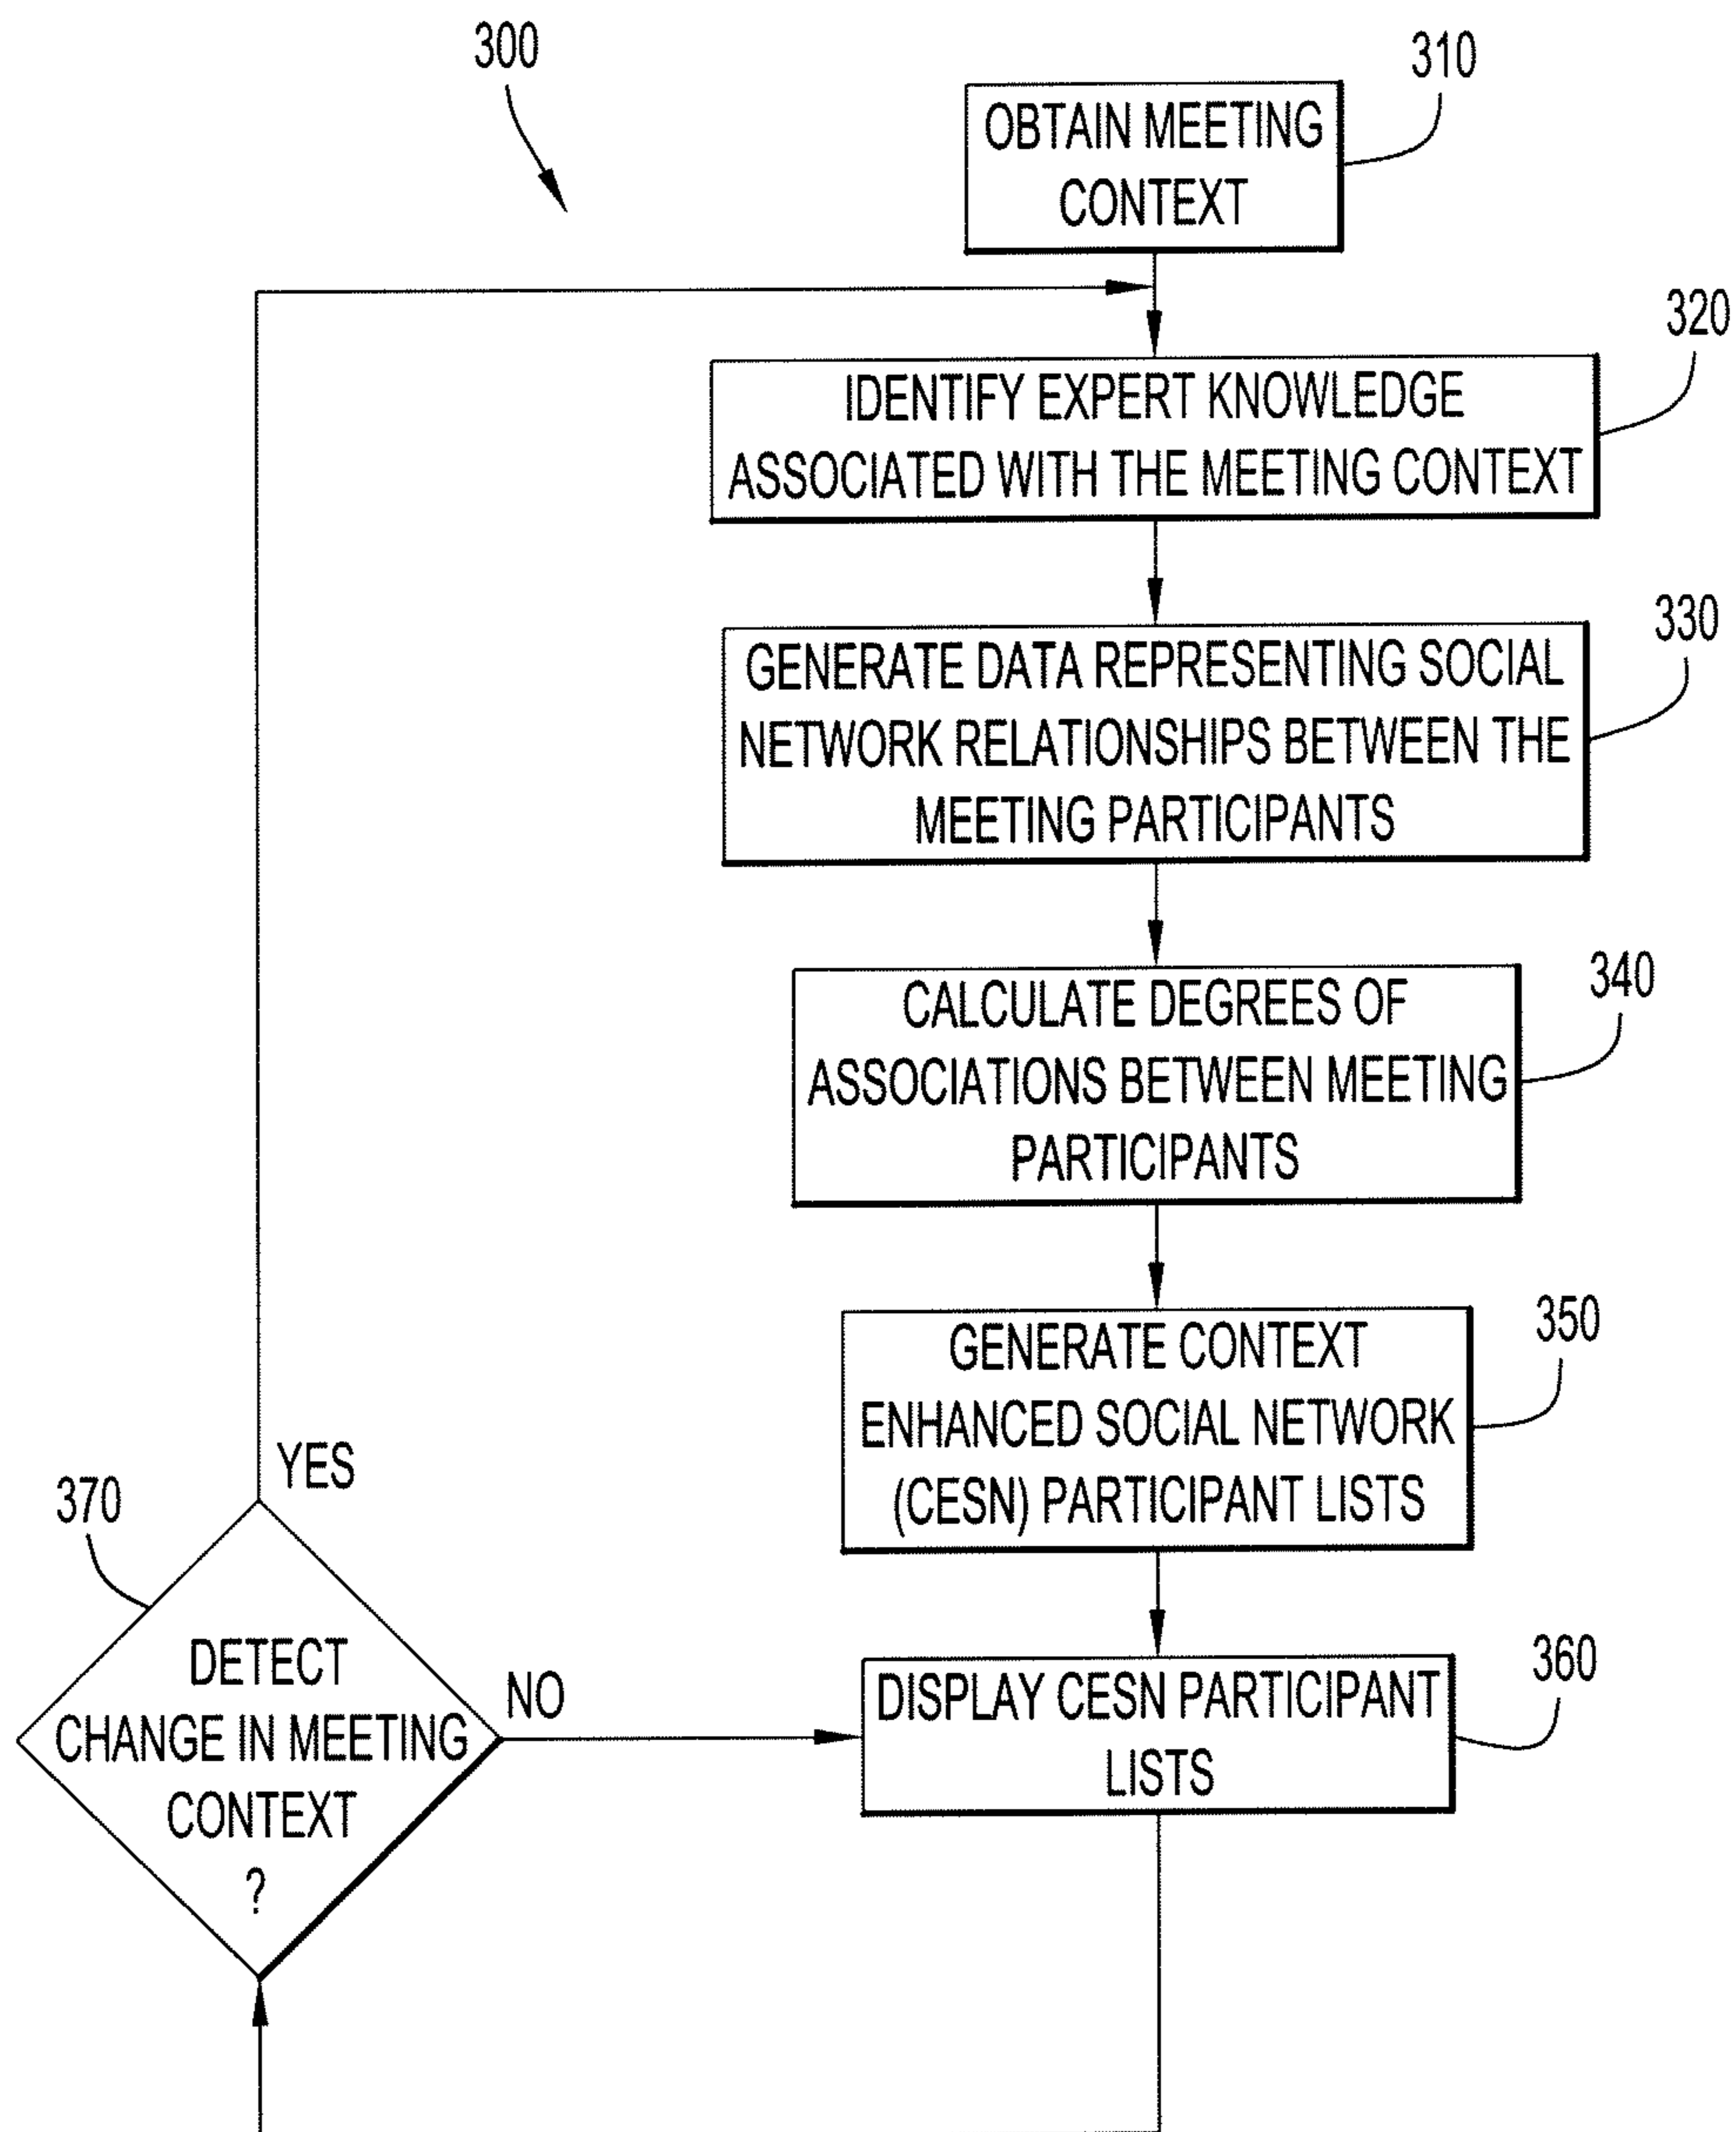 300
310
OBTAIN MEETING
CONTEXT
320
IDENTIFY EXPERT KNOWLEDGE
ASSOCIATED WITH THE MEETING CONTEXT
330
GENERATE DATA REPRESENTING SOCIAL
NETWORK RELATIONSHIPS BETWEEN THE
MEETING PARTICIPANTS
340
CALCULATE DEGREES OF
ASSOCIATIONS BETWEEN MEETING
PARTICIPANTS
350
GENERATE CONTEXT
ENHANCED SOCIAL NETWORK
(CESN) PARTICIPANT LISTS
360
DISPLAY CESN PARTICIPANT
LISTS
370
YES
DETECT
CHANGE IN MEETING
CONTEXT
?
NO